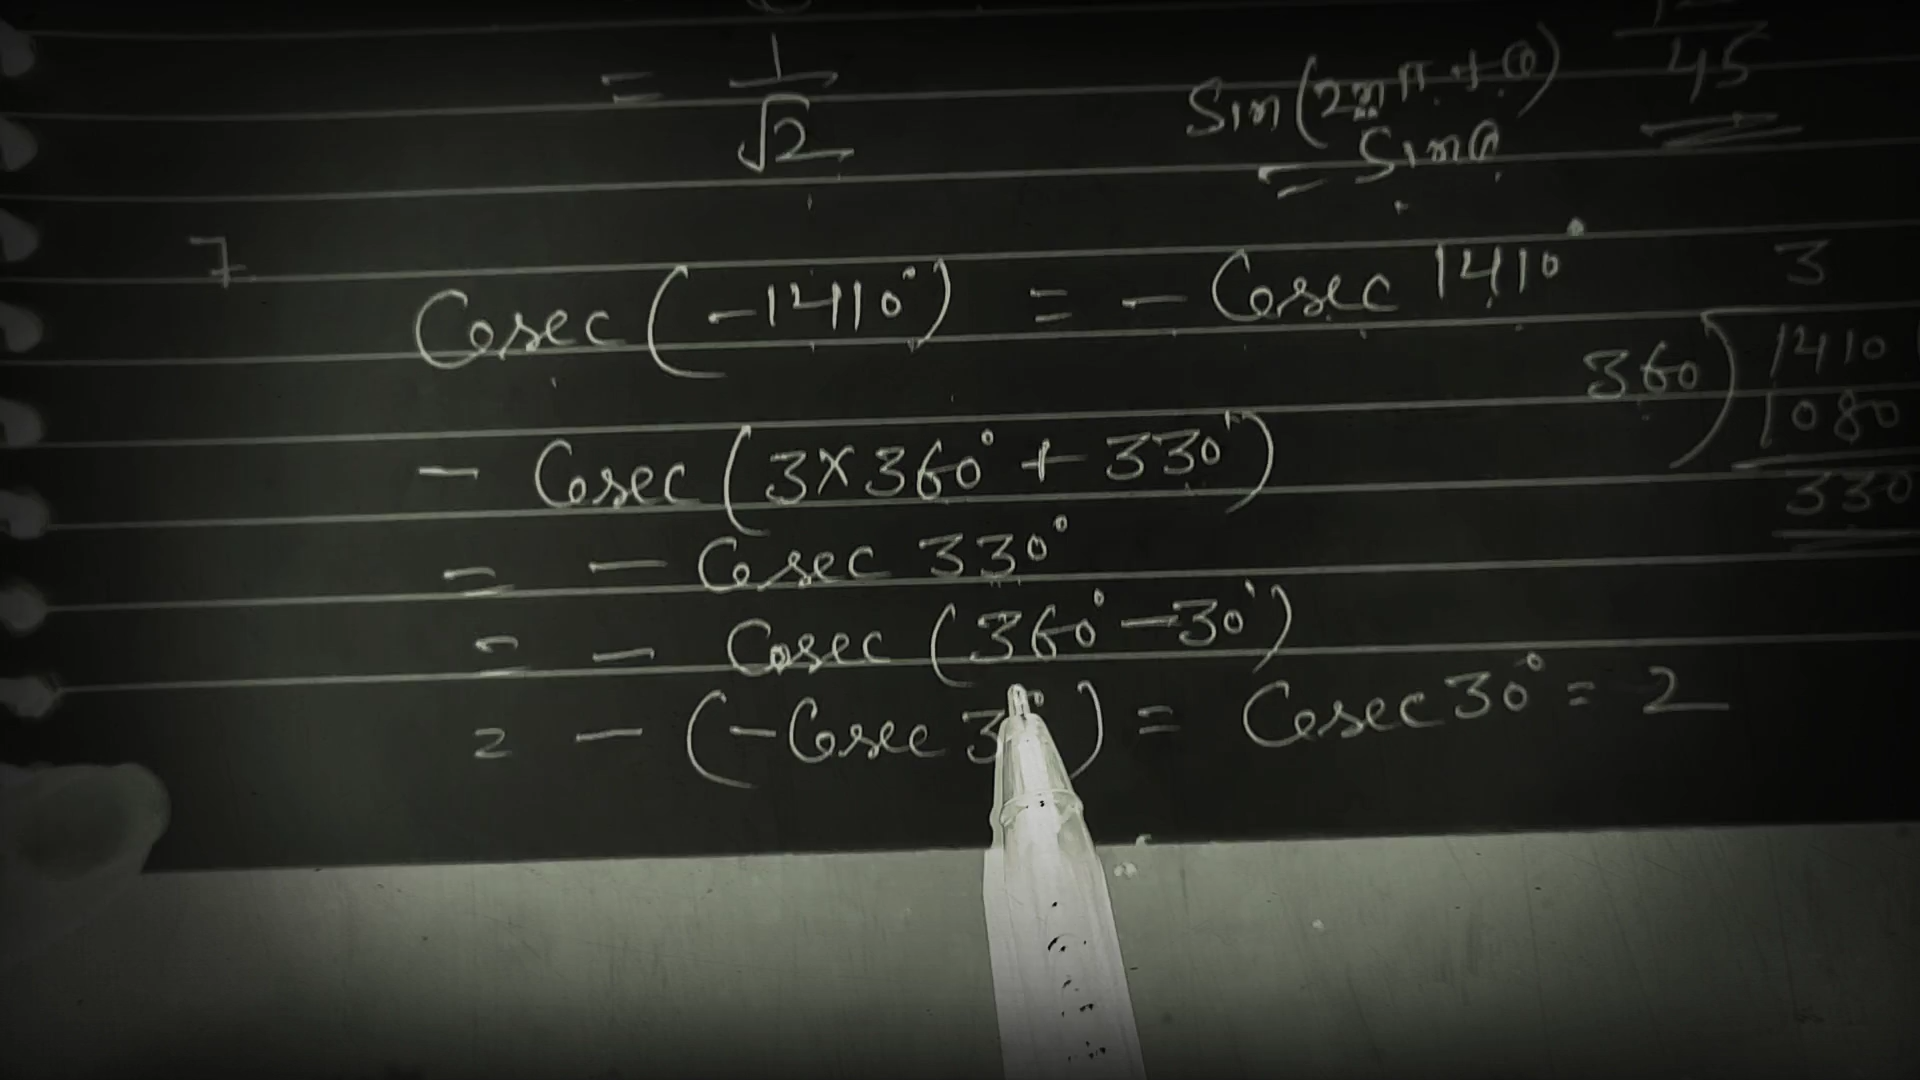 = 1/√2
Sin(2nπ + θ)
= Sinθ
45
7
Cosec(-1410°) = - Cosec 1410°
3
360) 1410
1080
330
- Cosec(3×360° + 330°)
= - Cosec 330°
= - Cosec (360° - 30°)
= - (-Cosec 30°) = Cosec 30° = 2